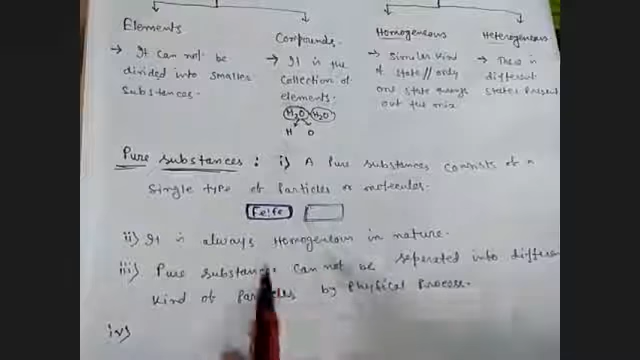 Elements
Compounds.
Homogeneous
Heterogeneous
→ It can not be divided into smaller substances.
→ It is the collection of elements.
H₂O H₂O
H O
→ Similar kind of state // only one state through out the mix
→ There is different states Present
Pure substances : i) A Pure substances consists of a
Single type of Particles or molecules.
Fe:Fe
ii) It is always Homogeneous in nature.
iii) Pure Substances Can not be seperated into differen
Kind of Particles by Physical Process.
iv)